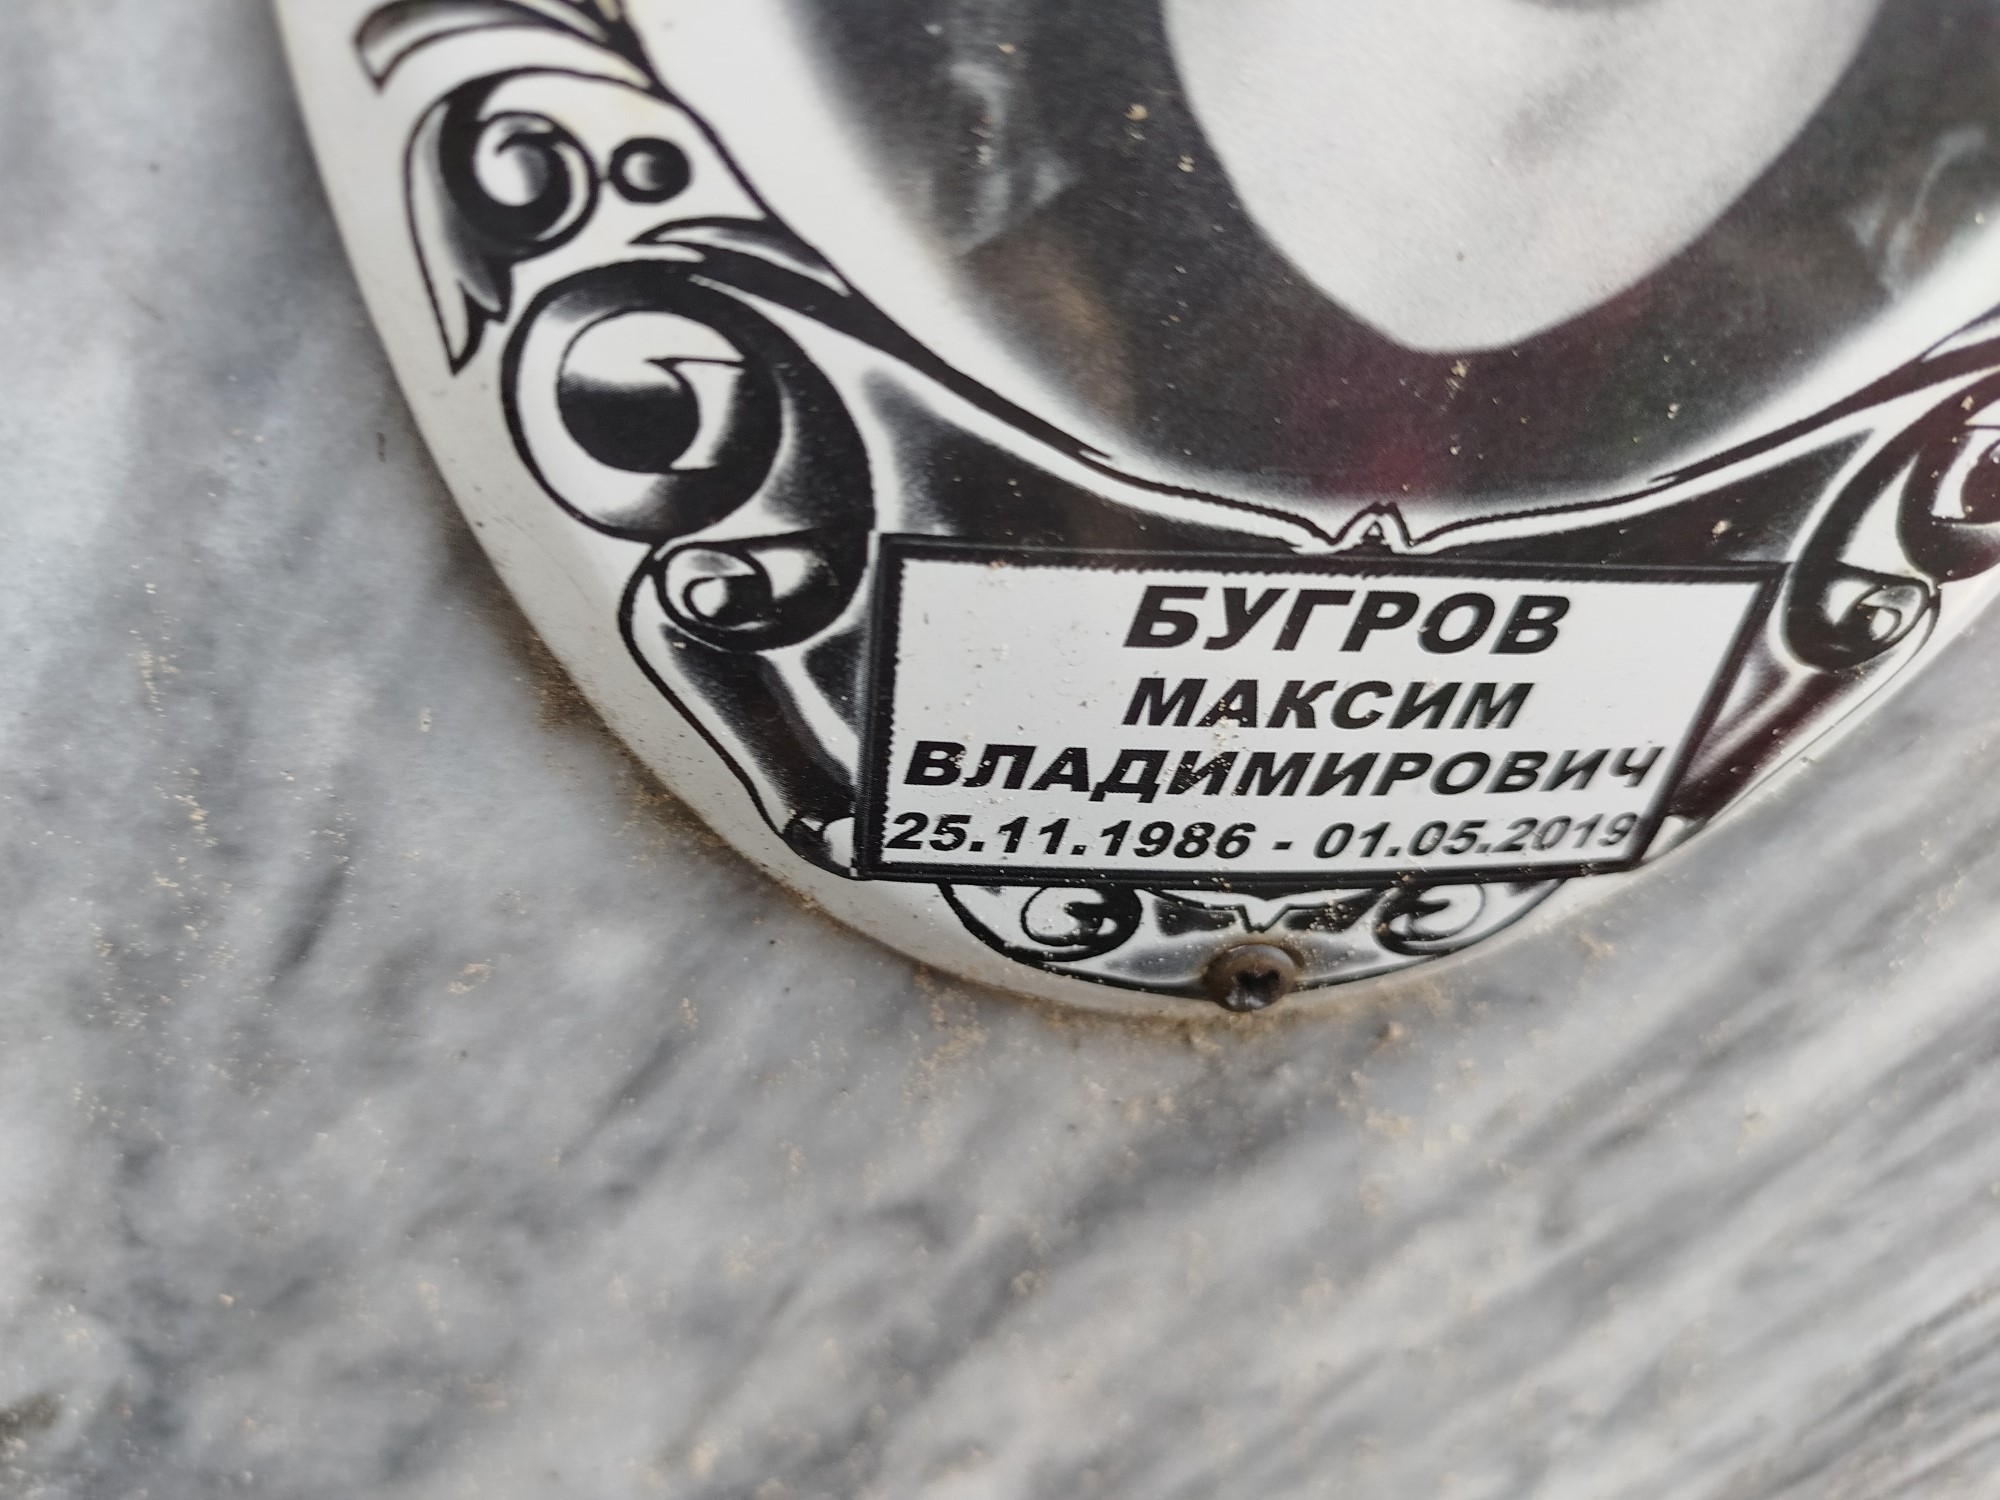 БУГРОВ
МАКСИМ
ВЛАДИМИРОВИЧ
25.11.1986 - 01.05.2019